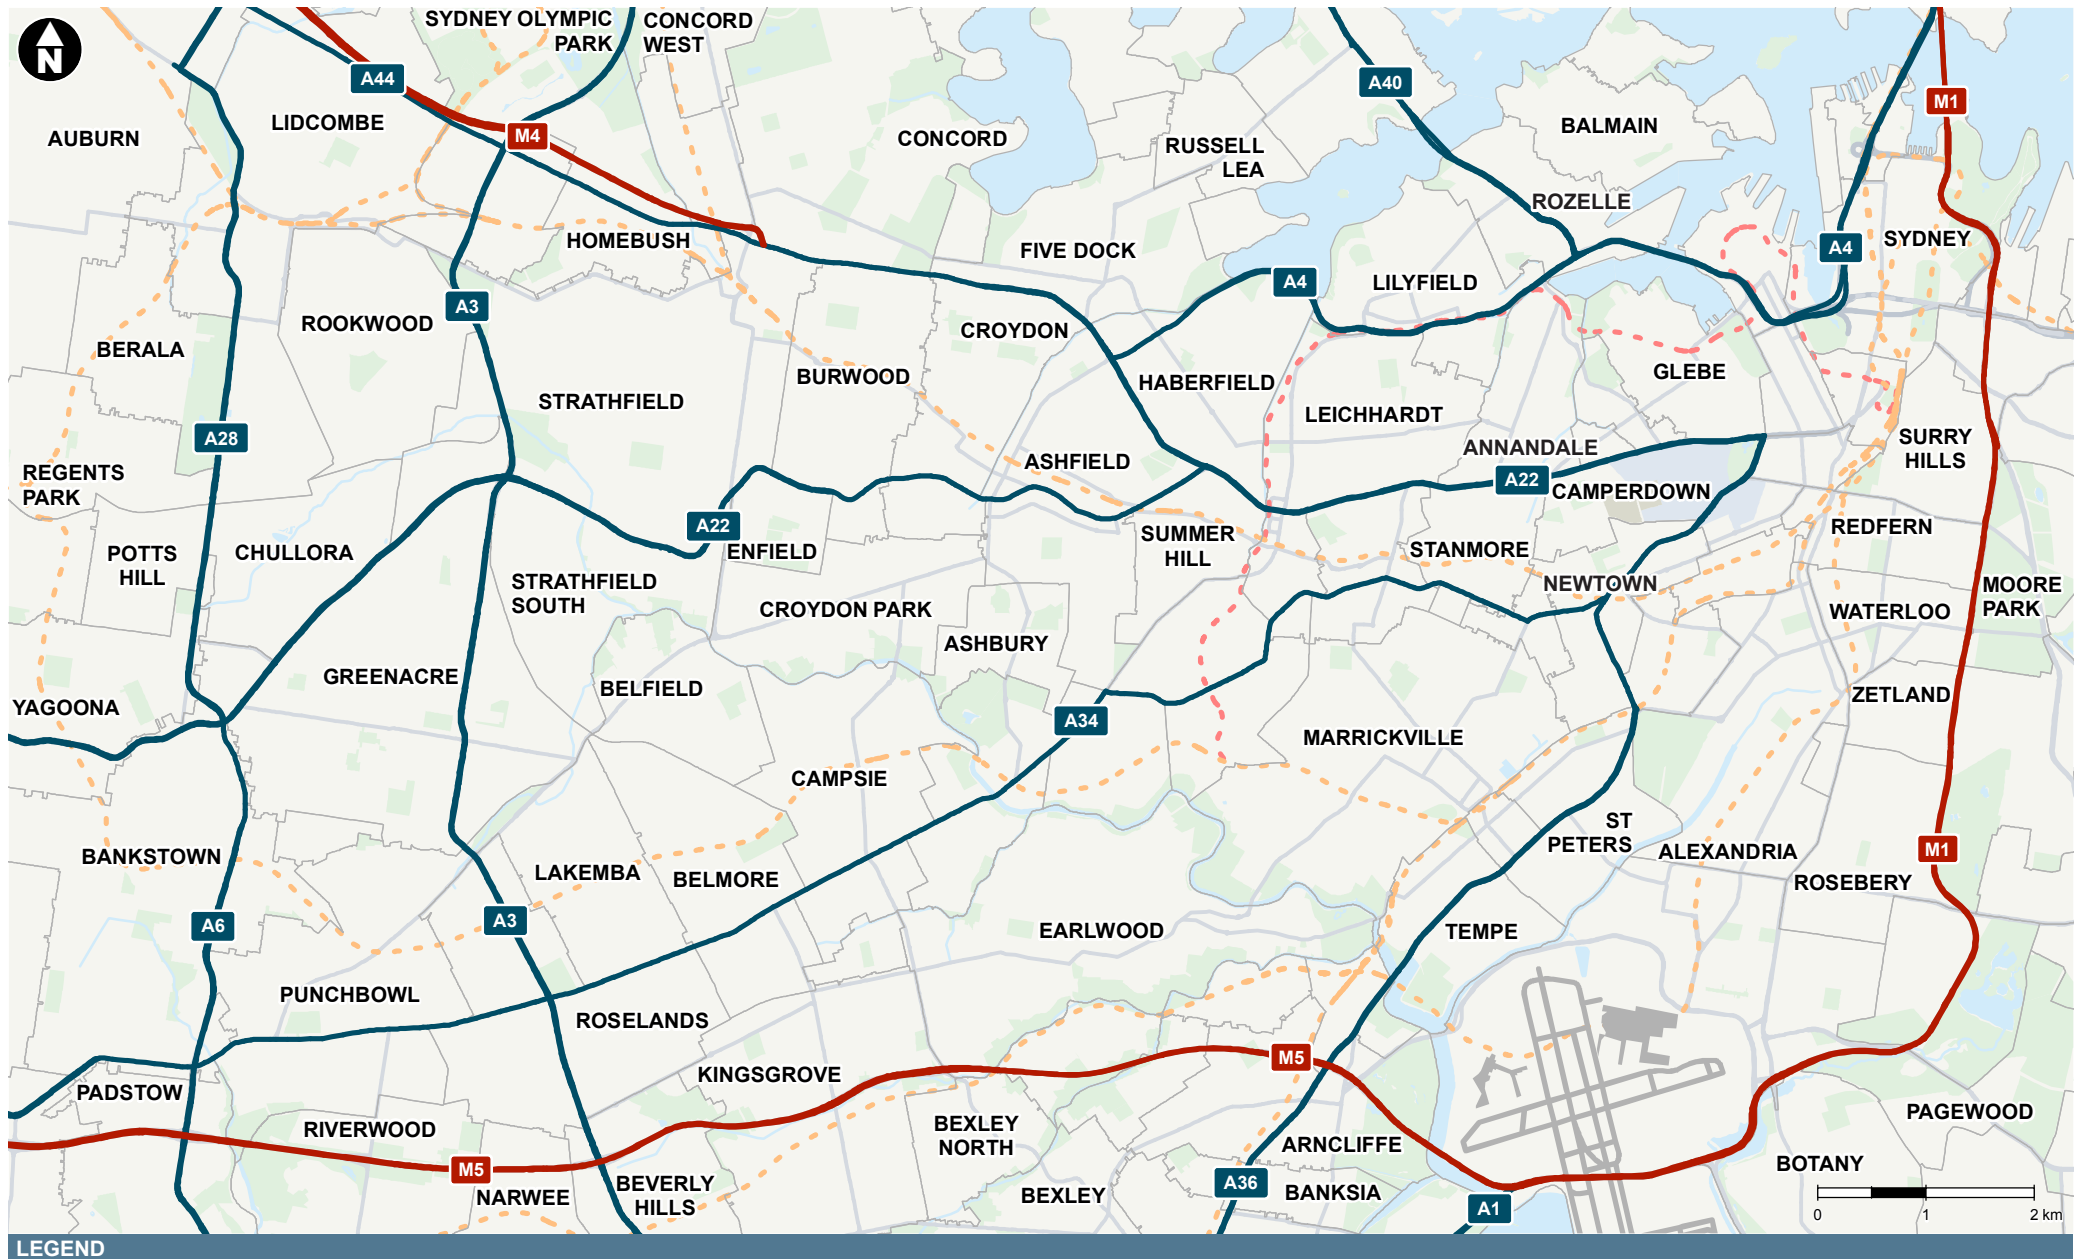 SYDNEY OLYMPIC
PARK
CONCORD
WEST
N
A44
A40
M1
AUBURN
LIDCOMBE
M4
CONCORD
RUSSELL
LEA
BALMAIN
ROZELLE
HOMEBUSH
FIVE DOCK
A4
LILYFIELD
A4
SYDNEY
A3
ROOKWOOD
CROYDON
BERALA
BURWOOD
HABERFIELD
GLEBE
STRATHFIELD
LEICHHARDT
A28
ANNANDALE
SURRY
HILLS
REGENTS
PARK
ASHFIELD
A22
CAMPERDOWN
A22
ENFIELD
SUMMER
HILL
STANMORE
REDFERN
POTTS
HILL
CHULLORA
STRATHFIELD
SOUTH
NEWTOWN
MOORE
PARK
CROYDON PARK
WATERLOO
ASHBURY
GREENACRE
BELFIELD
ZETLAND
YAGOONA
A34
MARRICKVILLE
CAMPSIE
ST
PETERS
M1
BANKSTOWN
ALEXANDRIA
LAKEMBA
BELMORE
ROSEBERY
A6
A3
EARLWOOD
TEMPE
PUNCHBOWL
ROSELANDS
M5
KINGSGROVE
PADSTOW
PAGEWOOD
RIVERWOOD
BEXLEY
NORTH
ARNCLIFFE
M5
BOTANY
NARWEE
BEVERLY
HILLS
BEXLEY
A36
BANKSIA
A1
0 1 2 km
LEGEND